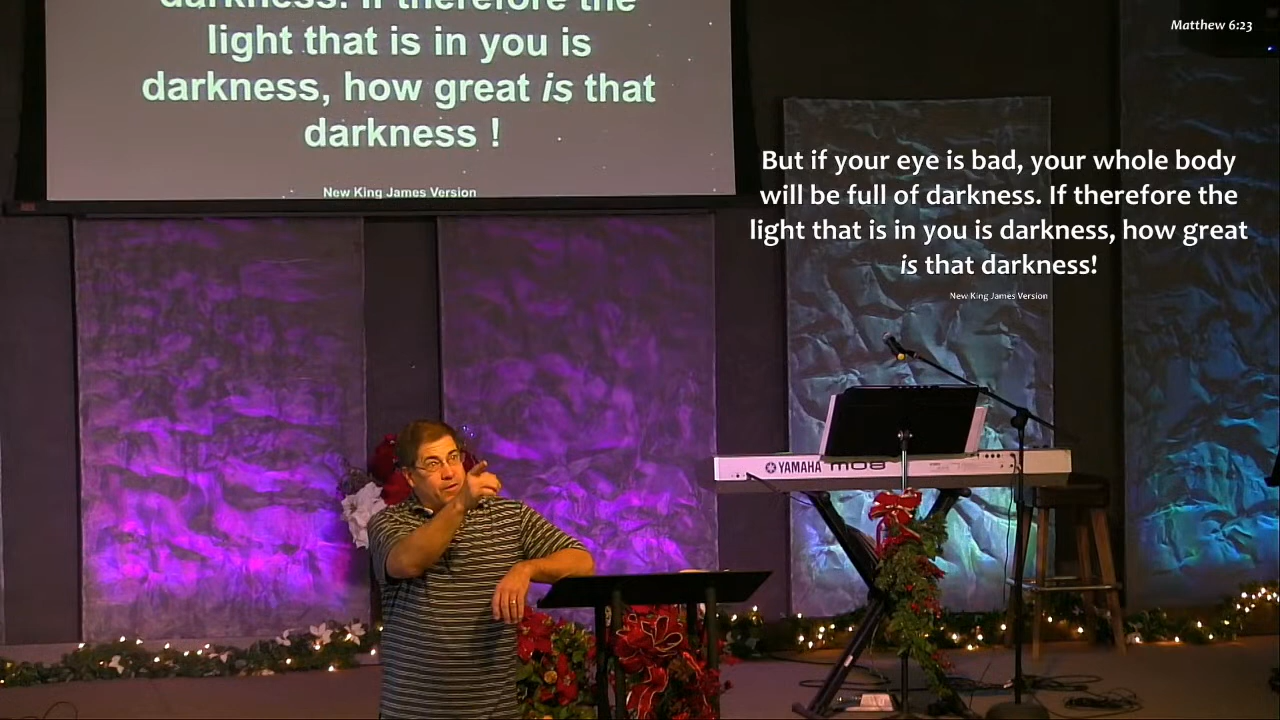 darkness. If therefore the
light that is in you is
darkness, how great is that
darkness !
New King James Version
Matthew 6:23
But if your eye is bad, your whole body
will be full of darkness. If therefore the
light that is in you is darkness, how great
is that darkness!
New King James Version
YAMAHA mo8